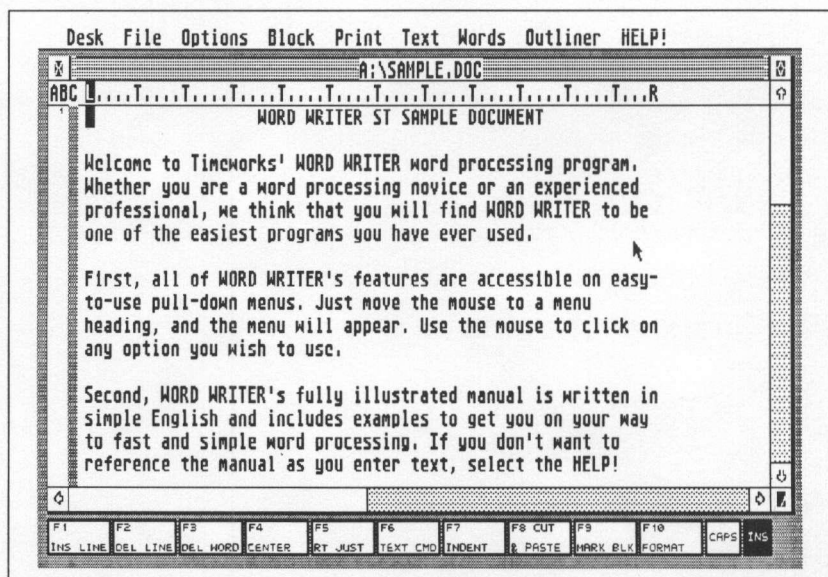 Desk File Options Block Print Text Words Outliner HELP!
A:\SAMPLE.DOC
ABC L....T....T....T....T....T....T....T....T....T....T....T...R
1
WORD WRITER ST SAMPLE DOCUMENT
Welcome to Timeworks' WORD WRITER word processing program.
Whether you are a word processing novice or an experienced
professional, we think that you will find WORD WRITER to be
one of the easiest programs you have ever used.
First, all of WORD WRITER's features are accessible on easy-
to-use pull-down menus. Just move the mouse to a menu
heading, and the menu will appear. Use the mouse to click on
any option you wish to use.
Second, WORD WRITER's fully illustrated manual is written in
simple English and includes examples to get you on your way
to fast and simple word processing. If you don't want to
reference the manual as you enter text, select the HELP!
F1 F2 F3 F4 F5 F6 F7 F8 CUT F9 F10
INS LINE DEL LINE DEL WORD CENTER RT JUST TEXT CMD INDENT & PASTE MARK BLK FORMAT CAPS INS